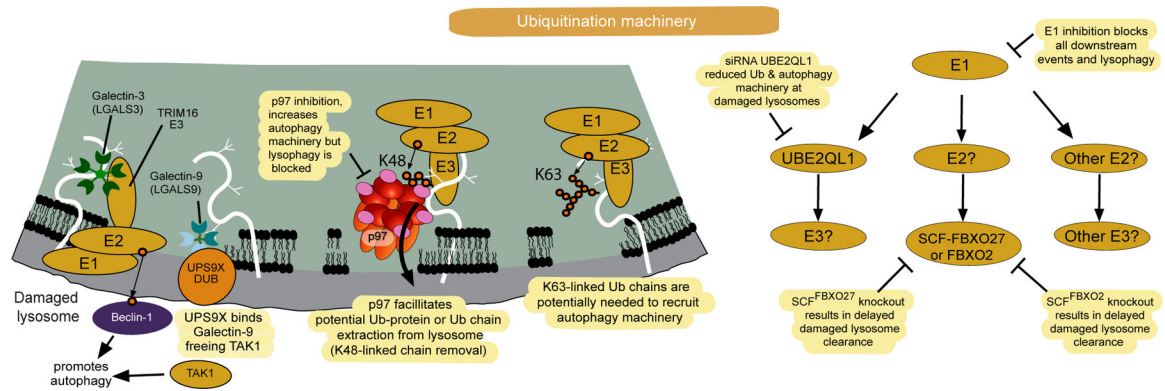 Ubiquitination machinery
Galectin-3
(LGALS3)
TRIM16
E3
Galectin-9
(LGALS9)
E2
E1
UPS9X
DUB
Damaged
lysosome
Beclin-1
UPS9X binds
Galectin-9
freeing TAK1
promotes
autophagy
TAK1
p97 inhibition,
increases
autophagy
machinery but
lysophagy is
blocked
E1
E2
E3
K48
p97
p97 facillitates
potential Ub-protein or Ub chain
extraction from lysosome
(K48-linked chain removal)
E1
E2
E3
K63
K63-linked Ub chains are
potentially needed to recruit
autophagy machinery
siRNA UBE2QL1
reduced Ub & autophagy
machinery at
damaged lysosomes
E1
E1 inhibition blocks
all downstream
events and lysophagy
UBE2QL1
E2?
Other E2?
E3?
SCF-FBXO27
or FBXO2
Other E3?
SCFFBXO27 knockout
results in delayed
damaged lysosome
clearance
SCFFBXO2 knockout
results in delayed
damaged lysosome
clearance